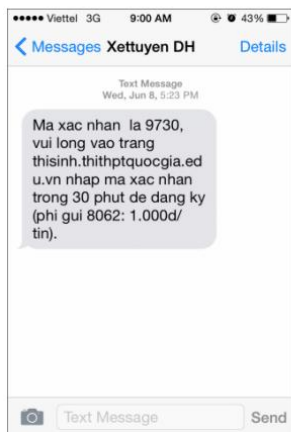 Viettel 3G 9:00 AM 43%
Messages Xettuyen DH Details
Text Message
Wed, Jun 8, 5:23 PM
Ma xac nhan la 9730,
vui long vao trang
thisinh.thithptquocgia.ed
u.vn nhap ma xac nhan
trong 30 phut de dang ky
(phi gui 8062: 1.000d/
tin).
Text Message Send